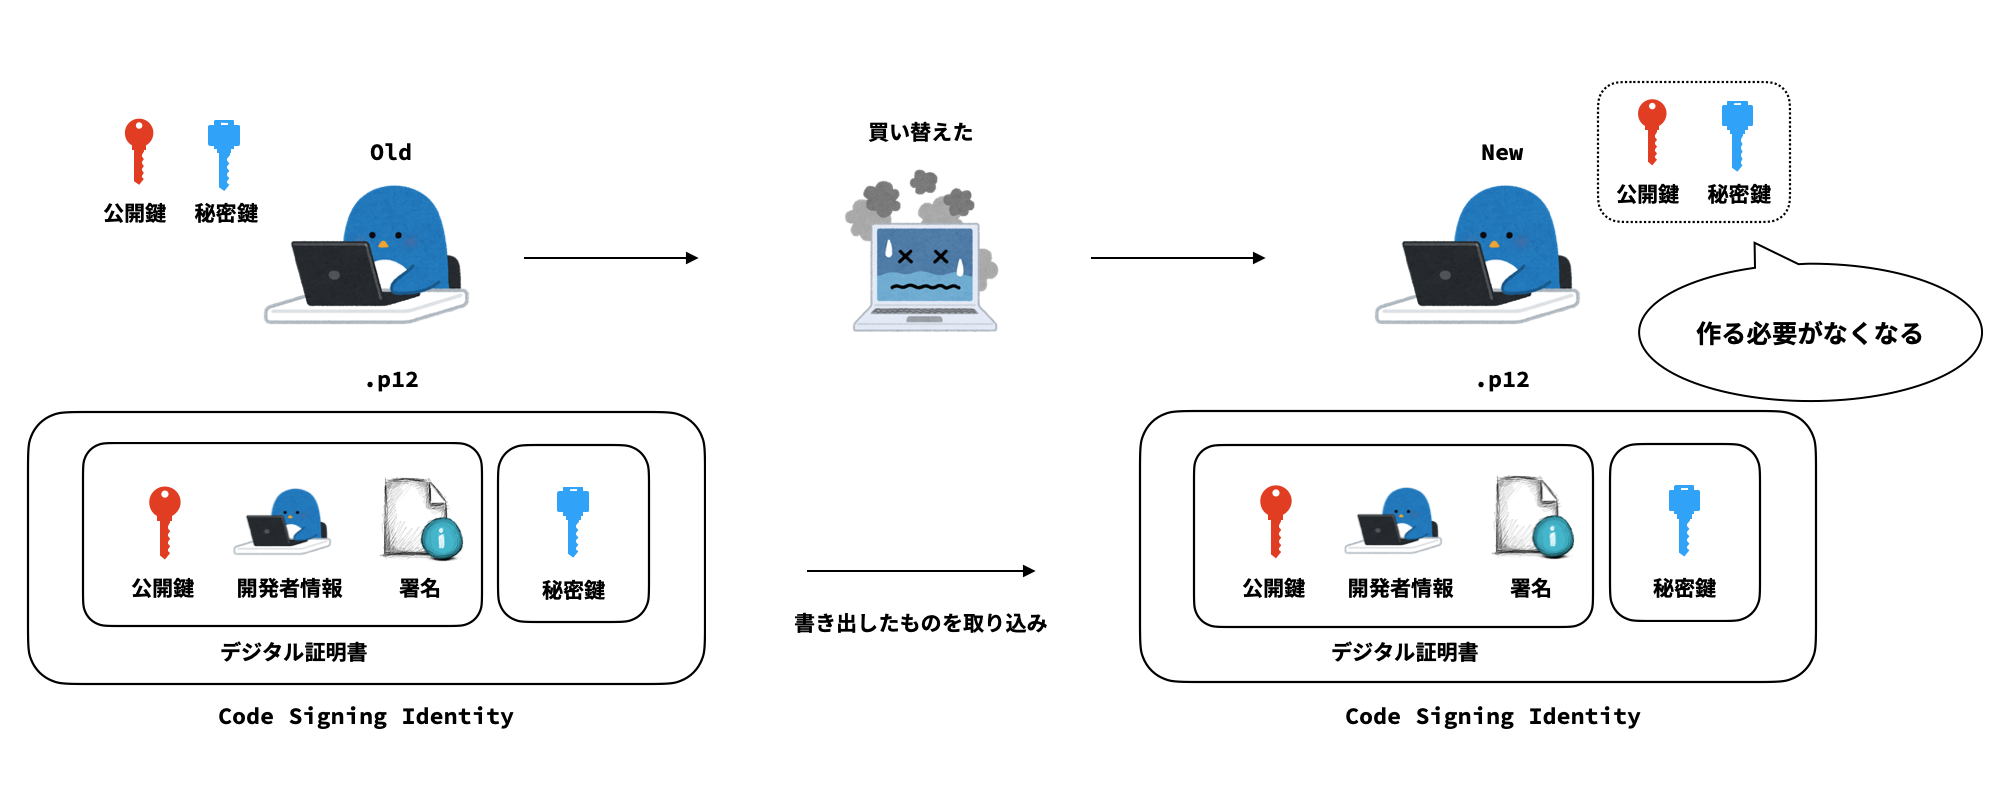 買い替えた
Old
New
公開鍵
秘密鍵
公開鍵
秘密鍵
作る必要がなくなる
.p12
.p12
公開鍵
開発者情報
署名
秘密鍵
デジタル証明書
Code Signing Identity
書き出したものを取り込み
公開鍵
開発者情報
署名
秘密鍵
デジタル証明書
Code Signing Identity